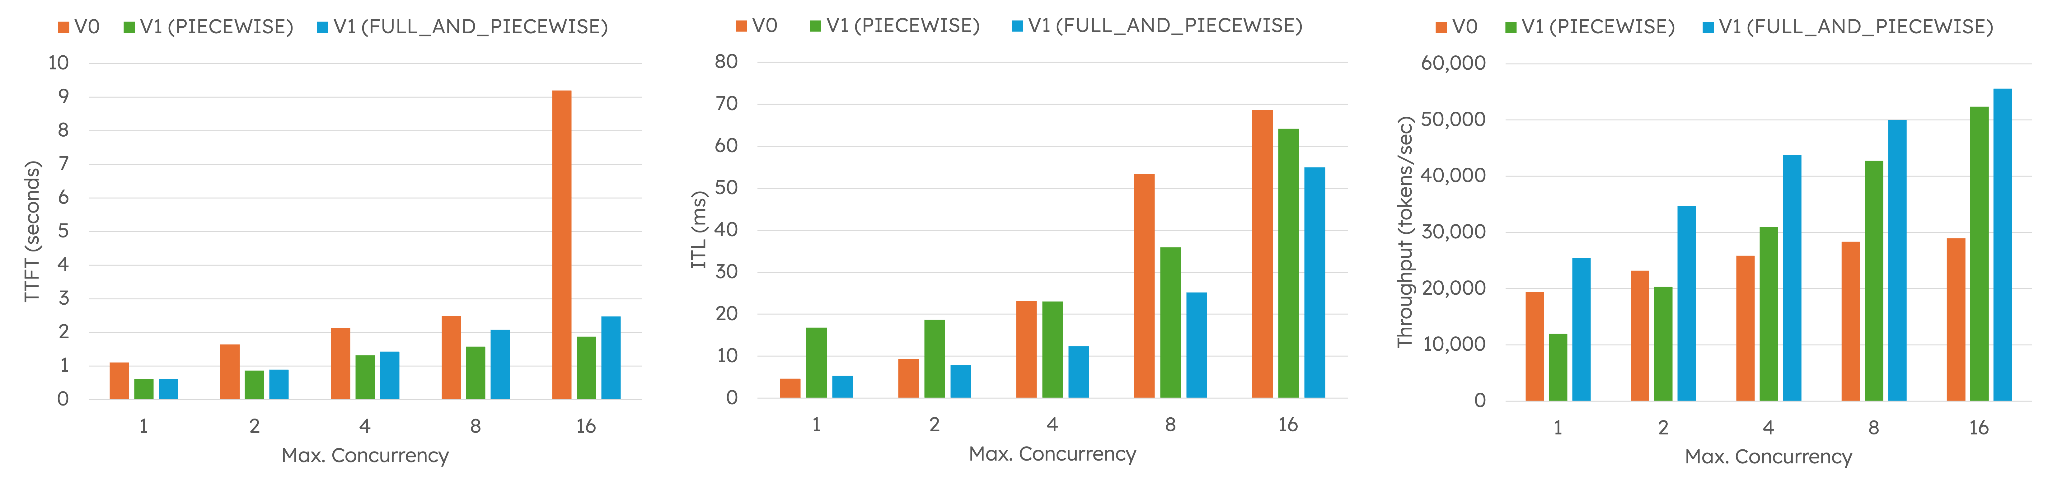 V0 V1 (PIECEWISE) V1 (FULL_AND_PIECEWISE)
10
9
8
7
6
5
4
3
2
1
0
TTFT (seconds)
1 2 4 8 16
Max. Concurrency
V0 V1 (PIECEWISE) V1 (FULL_AND_PIECEWISE)
80
70
60
50
40
30
20
10
0
ITL (ms)
1 2 4 8 16
Max. Concurrency
V0 V1 (PIECEWISE) V1 (FULL_AND_PIECEWISE)
60,000
50,000
40,000
30,000
20,000
10,000
0
Throughput (tokens/sec)
1 2 4 8 16
Max. Concurrency